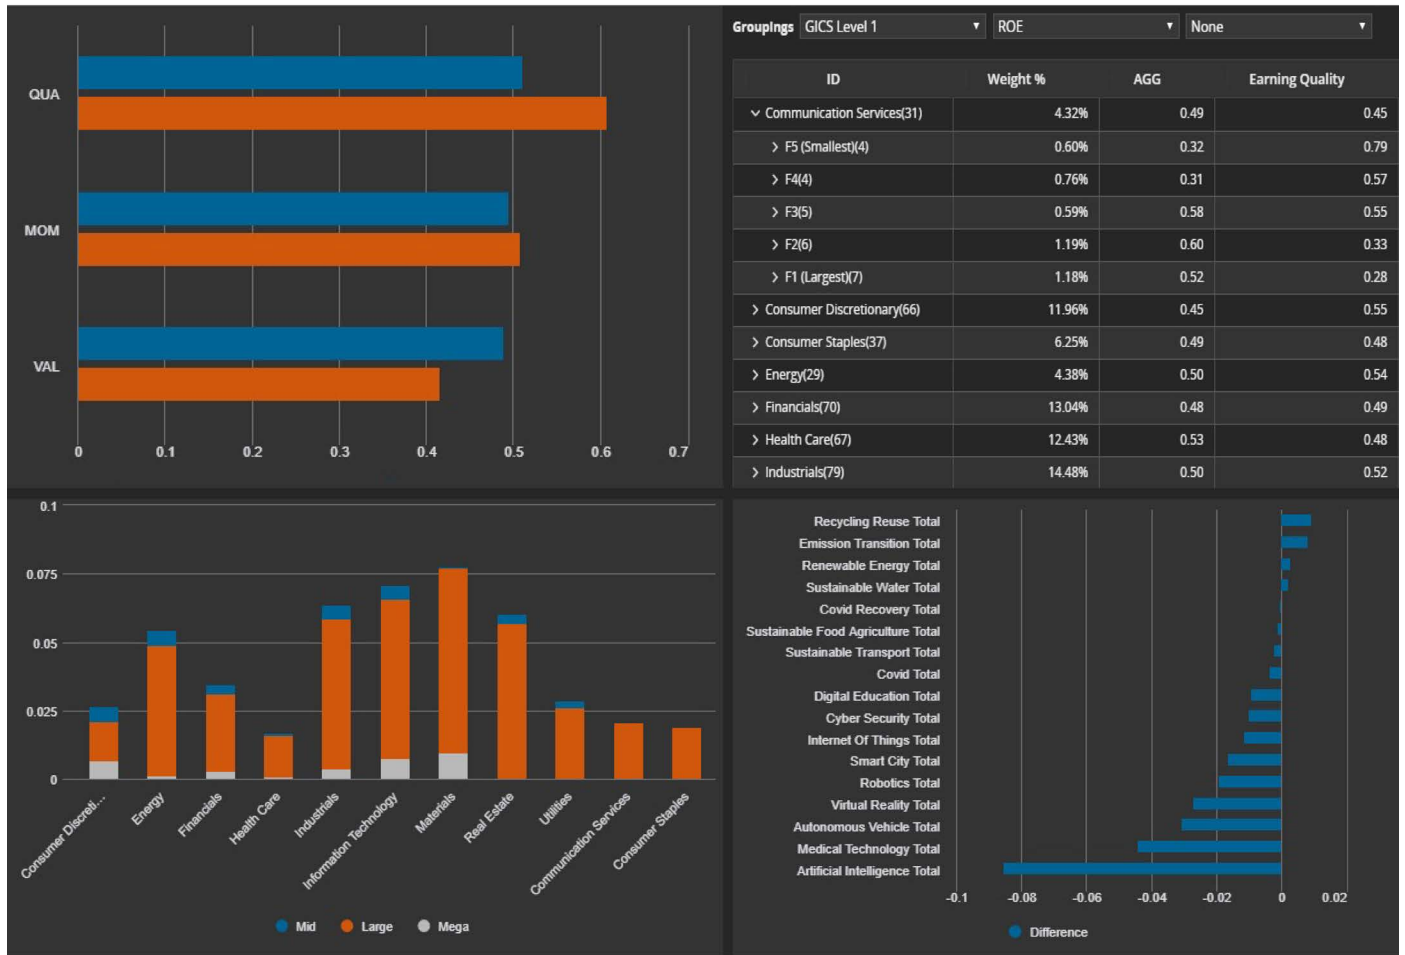 QUA
MOM
VAL
0 0.1 0.2 0.3 0.4 0.5 0.6 0.7
Groupings GICS Level 1 ROE None
ID Weight % AGG Earning Quality
Communication Services(31) 4.32% 0.49 0.45
F5 (Smallest)(4) 0.60% 0.32 0.79
F4(4) 0.76% 0.31 0.57
F3(5) 0.59% 0.58 0.55
F2(6) 1.19% 0.60 0.33
F1 (Largest)(7) 1.18% 0.52 0.28
Consumer Discretionary(66) 11.96% 0.45 0.55
Consumer Staples(37) 6.25% 0.49 0.48
Energy(29) 4.38% 0.50 0.54
Financials(70) 13.04% 0.48 0.49
Health Care(67) 12.43% 0.53 0.48
Industrials(79) 14.48% 0.50 0.52
0.1
0.075
0.05
0.025
0
Consumer Discreti...
Energy
Financials
Health Care
Industrials
Information Technology
Materials
Real Estate
Utilities
Communication Services
Consumer Staples
Mid Large Mega
Recycling Reuse Total
Emission Transition Total
Renewable Energy Total
Sustainable Water Total
Covid Recovery Total
Sustainable Food Agriculture Total
Sustainable Transport Total
Covid Total
Digital Education Total
Cyber Security Total
Internet Of Things Total
Smart City Total
Robotics Total
Virtual Reality Total
Autonomous Vehicle Total
Medical Technology Total
Artificial Intelligence Total
-0.1 -0.08 -0.06 -0.04 -0.02 0 0.02
Difference